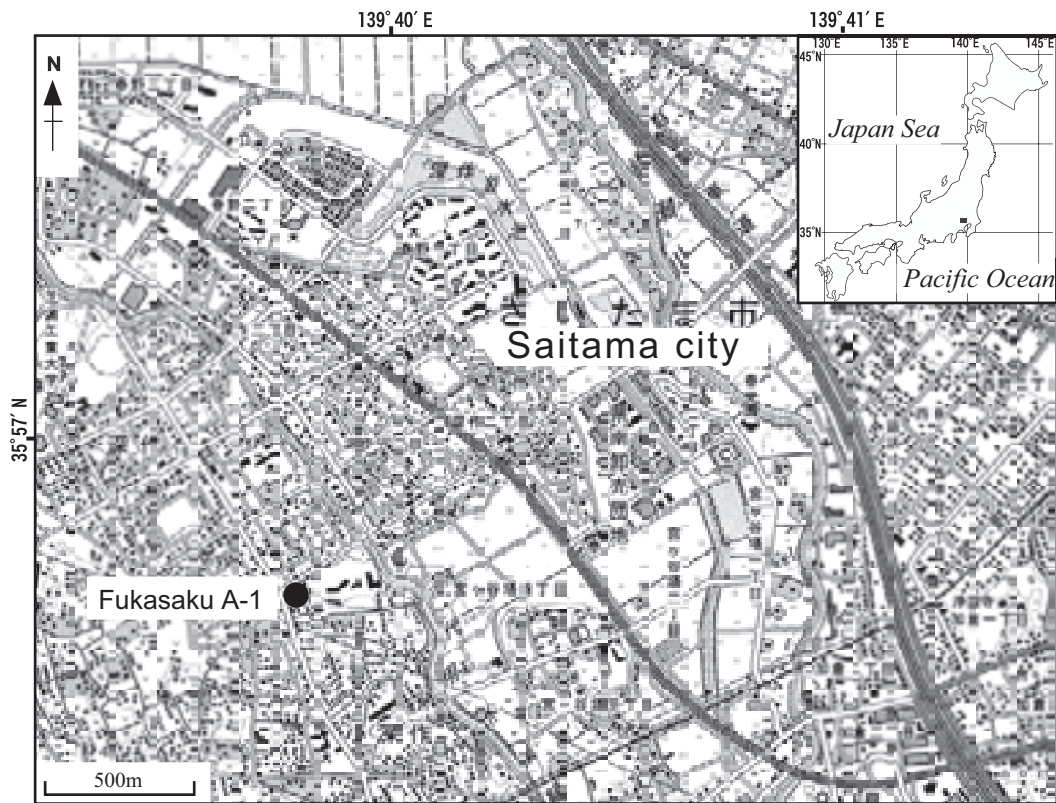 139°40′ E
139°41′ E
130°E
135°E
140°E
145°E
N
45°N
Japan Sea
40°N
35°N
Pacific Ocean
Saitama city
35°57′ N
Fukasaku A-1
500m